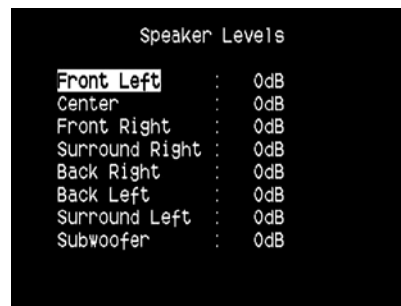 Speaker Levels
Front Left : 0dB
Center : 0dB
Front Right : 0dB
Surround Right : 0dB
Back Right : 0dB
Back Left : 0dB
Surround Left : 0dB
Subwoofer : 0dB